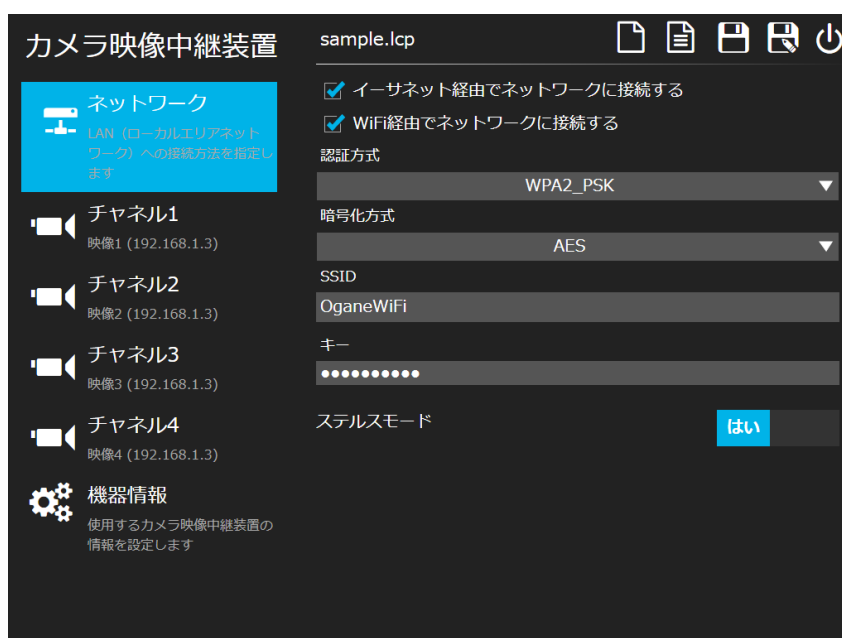 カメラ映像中継装置
sample.lcp
ネットワーク
LAN（ローカルエリアネット
ワーク）への接続方法を指定し
ます
チャネル1
映像1 (192.168.1.3)
チャネル2
映像2 (192.168.1.3)
チャネル3
映像3 (192.168.1.3)
チャネル4
映像4 (192.168.1.3)
機器情報
使用するカメラ映像中継装置の
情報を設定します
イーサネット経由でネットワークに接続する
WiFi経由でネットワークに接続する
認証方式
WPA2_PSK
暗号化方式
AES
SSID
OganeWiFi
キー
●●●●●●●●●●
ステルスモード
はい